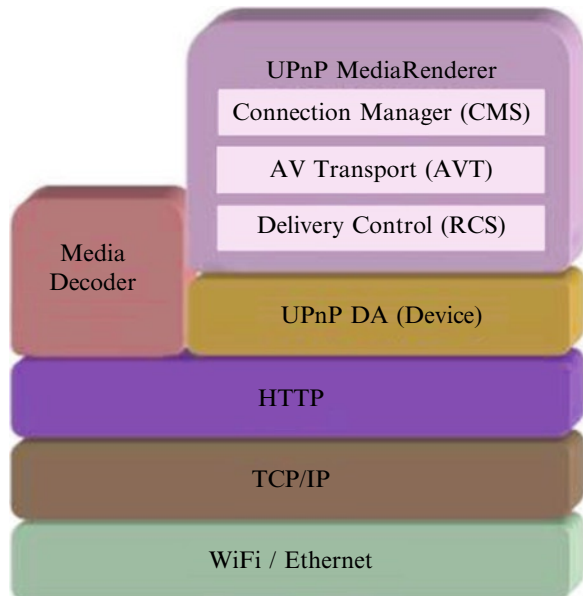 UPnP MediaRenderer
Connection Manager (CMS)
AV Transport (AVT)
Delivery Control (RCS)
Media
Decoder
UPnP DA (Device)
HTTP
TCP/IP
WiFi / Ethernet